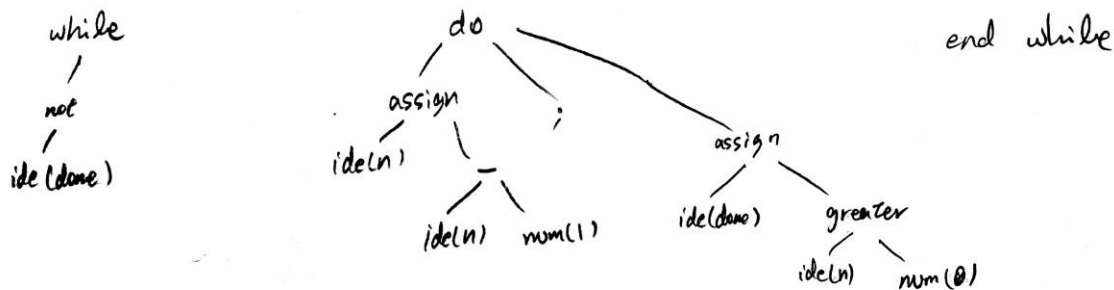 while do end while
not assign ;
assign
ide(done) ide(n) -
ide(n) num(1) ide(done) greater
ide(n) num(0)